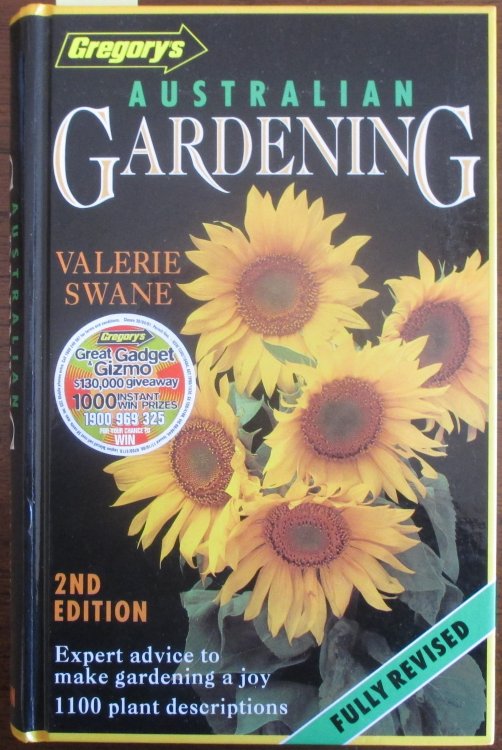 Gregory's
AUSTRALIAN
GARDENING
VALERIE
SWANE
Gregory's
Great Gadget
& Gizmo
$130,000 giveaway
1000 INSTANT
WIN PRIZES
1900 969 325
FOR YOUR CHANCE TO
WIN
2ND
EDITION
Expert advice to
make gardening a joy
1100 plant descriptions
FULLY REVISED
AUSTRALIAN